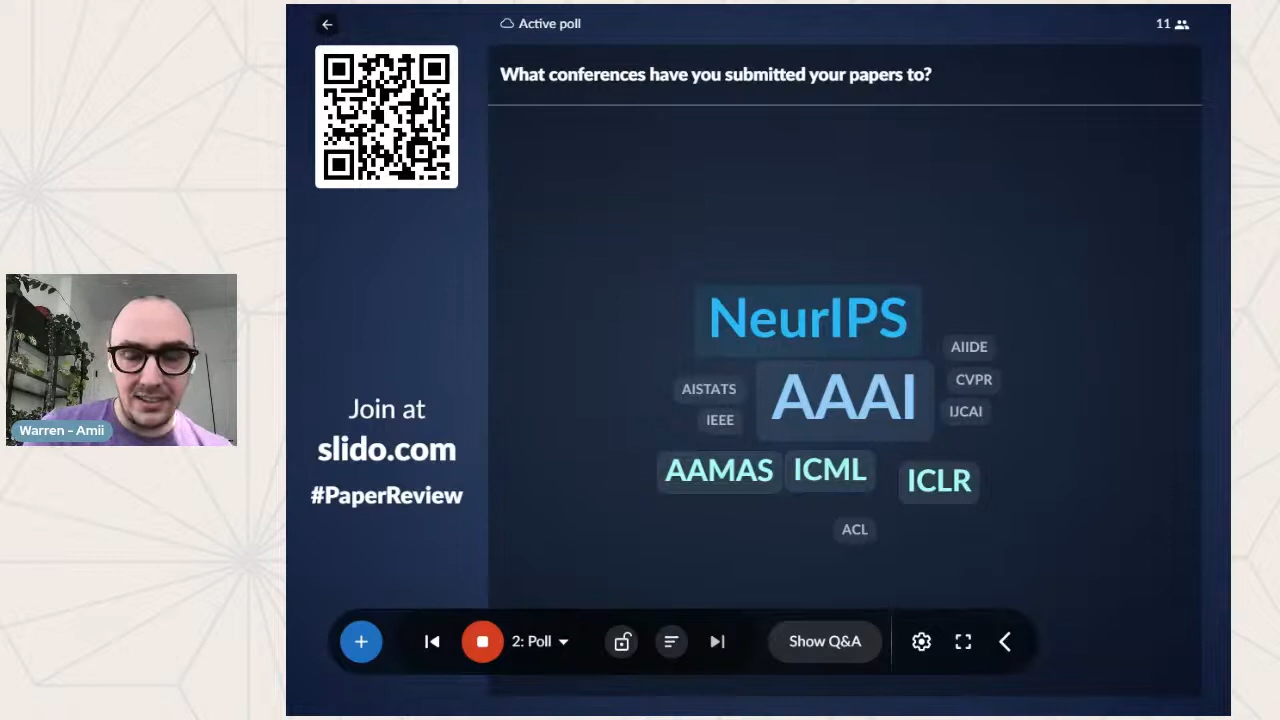 Active poll
11
What conferences have you submitted your papers to?
NeurIPS
AIIDE
AISTATS
AAAI
CVPR
IEEE
IJCAI
AAMAS
ICML
ICLR
ACL
Join at
slido.com
#PaperReview
Warren - Amii
2: Poll
Show Q&A